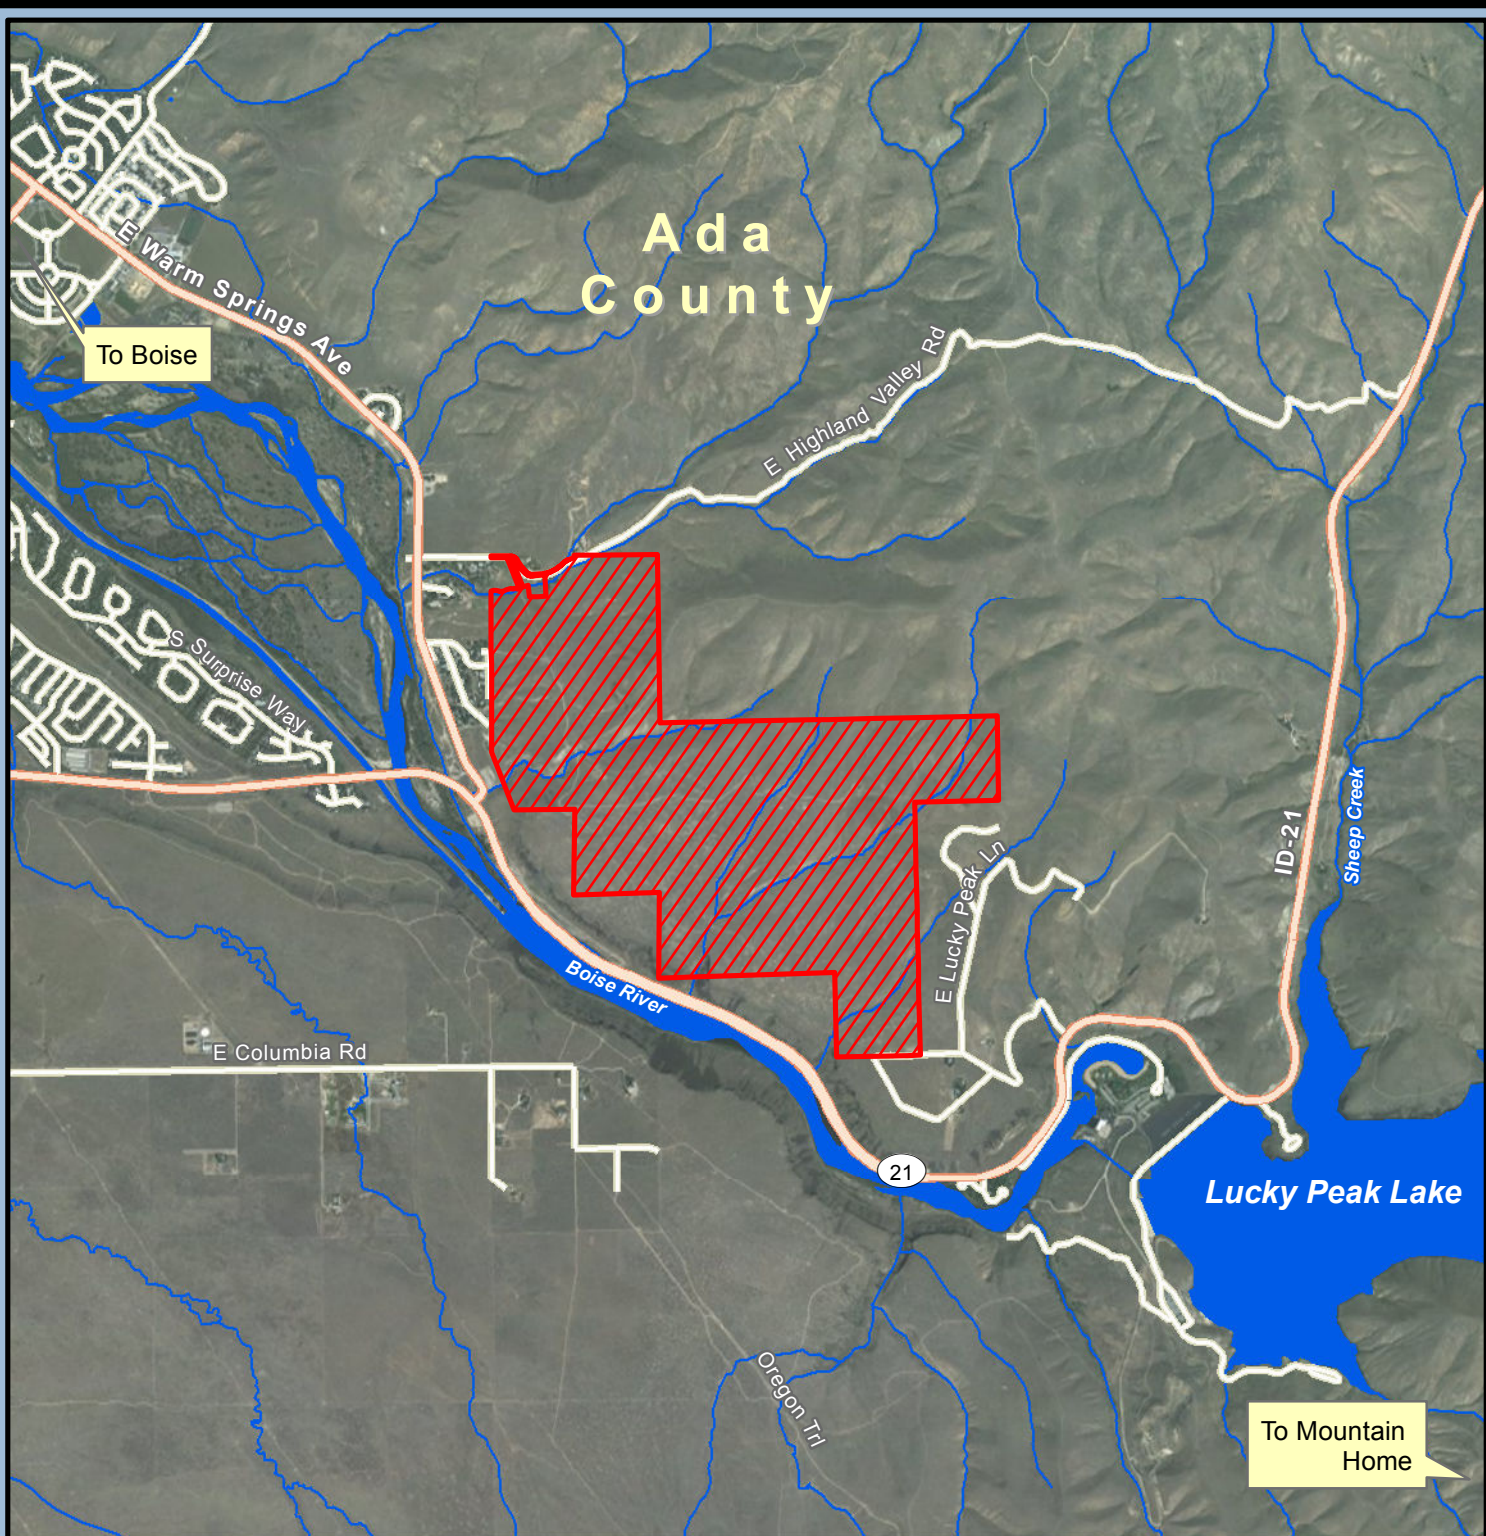 Ada
County
E Warm Springs Ave
To Boise
E Highland Valley Rd
S Surprise Way
ID-21
Sheep Creek
E Lucky Peak Ln
Boise River
E Columbia Rd
21
Lucky Peak Lake
Oregon Trl
To Mountain
Home